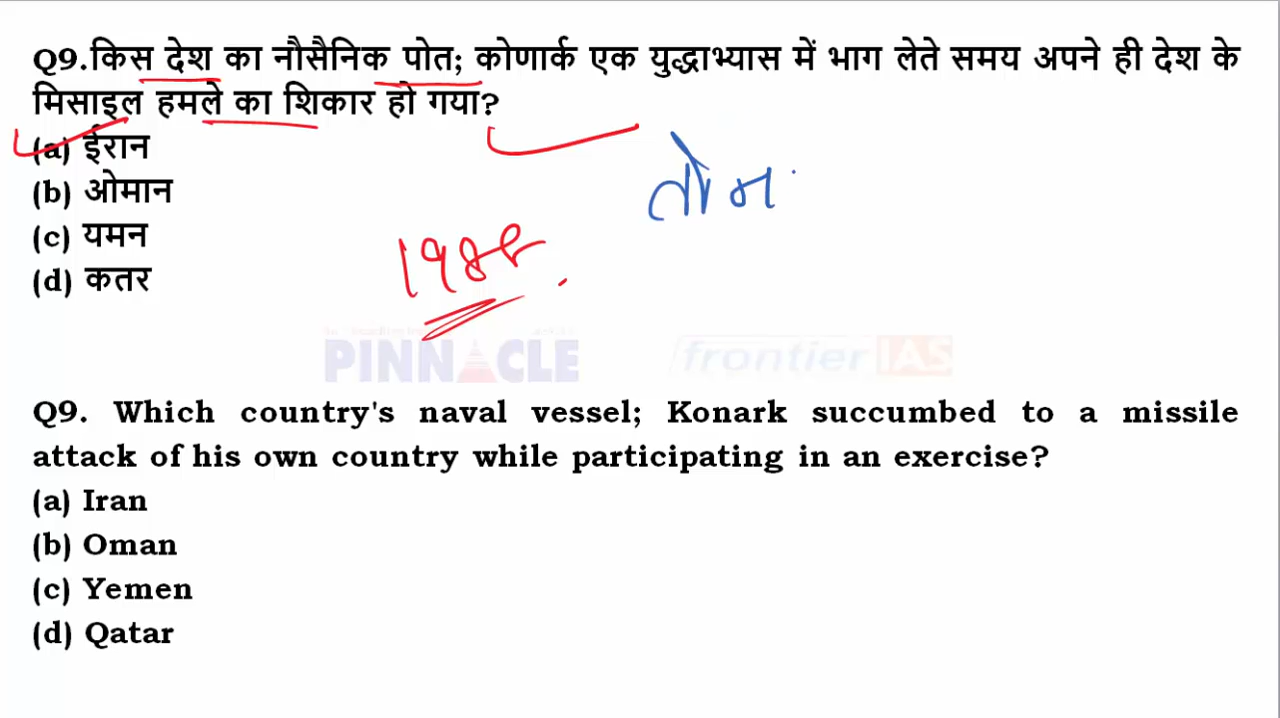 Q9.किस देश का नौसैनिक पोत; कोणार्क एक युद्धाभ्यास में भाग लेते समय अपने ही देश के
मिसाइल हमले का शिकार हो गया?
(a) ईरान
(b) ओमान
(c) यमन
(d) कतर
PINNACLE
frontier IAS
Q9. Which country's naval vessel; Konark succumbed to a missile
attack of his own country while participating in an exercise?
(a) Iran
(b) Oman
(c) Yemen
(d) Qatar